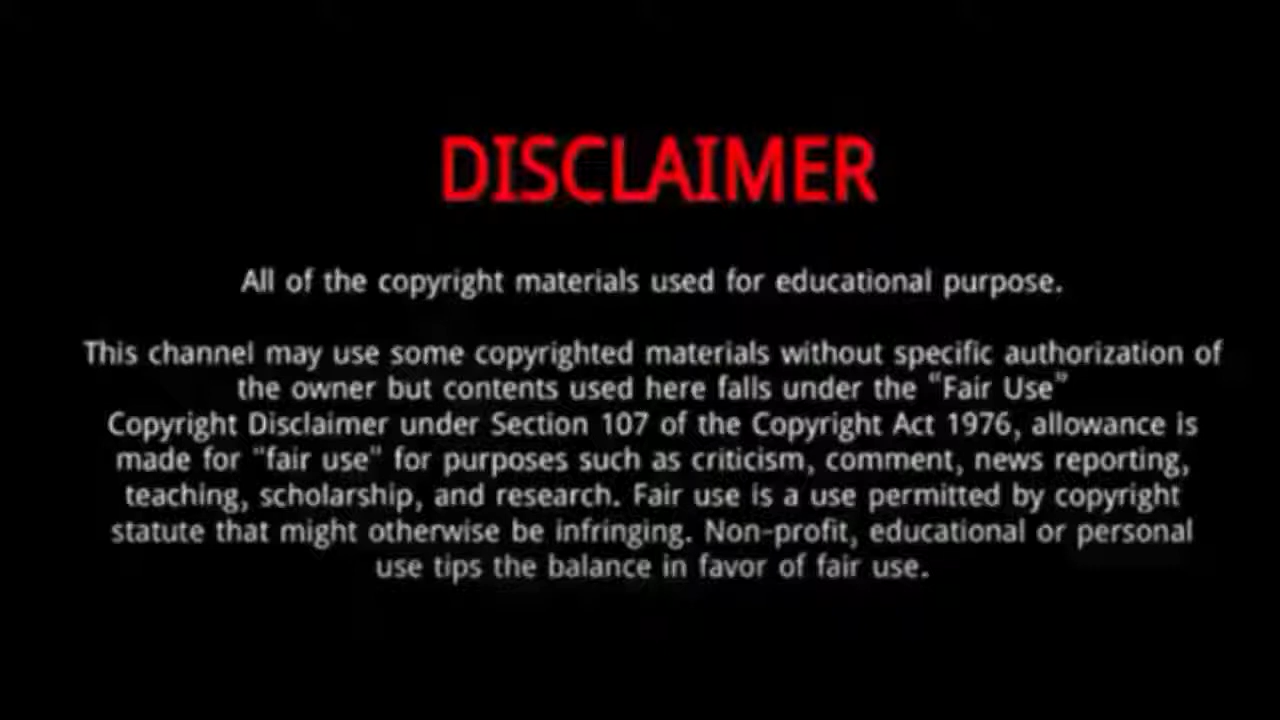 DISCLAIMER
All of the copyright materials used for educational purpose.
This channel may use some copyrighted materials without specific authorization of
the owner but contents used here falls under the “Fair Use”
Copyright Disclaimer under Section 107 of the Copyright Act 1976, allowance is
made for "fair use" for purposes such as criticism, comment, news reporting,
teaching, scholarship, and research. Fair use is a use permitted by copyright
statute that might otherwise be infringing. Non-profit, educational or personal
use tips the balance in favor of fair use.